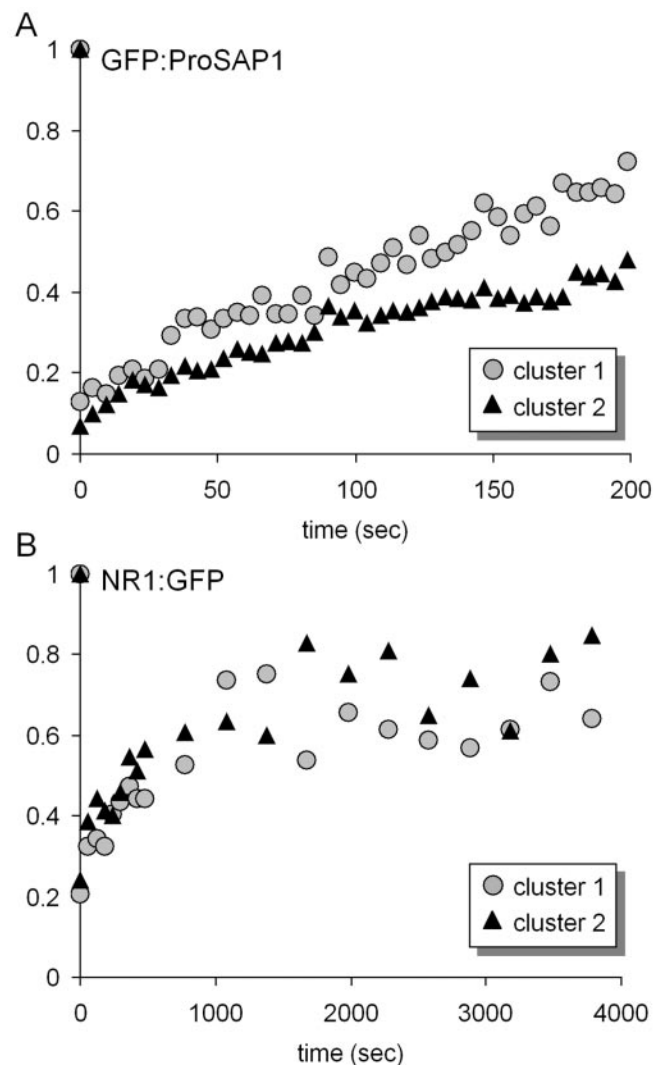 A
GFP:ProSAP1
1
0.8
0.6
0.4
0.2
0
cluster 1
cluster 2
0 50 100 150 200
time (sec)
B
NR1:GFP
1
0.8
0.6
0.4
0.2
0
cluster 1
cluster 2
0 1000 2000 3000 4000
time (sec)